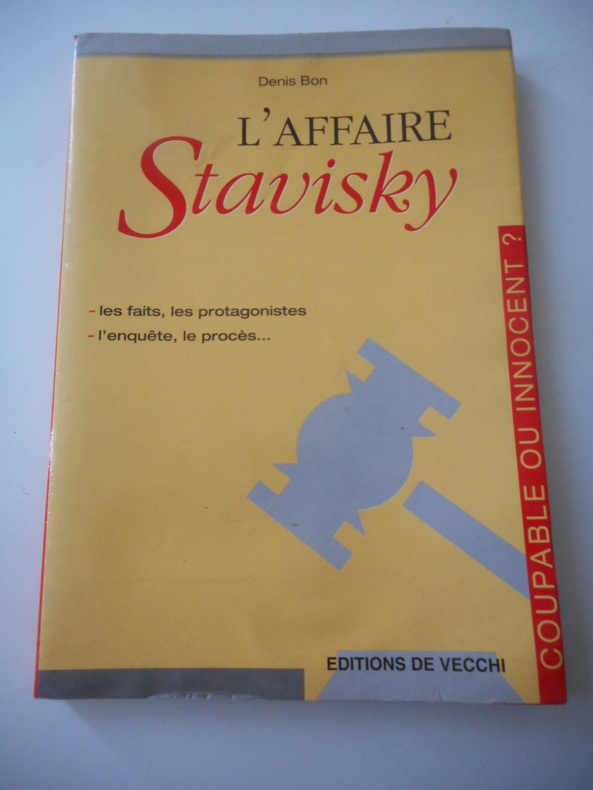 Denis Bon
L'AFFAIRE
Stavisky
- les faits, les protagonistes
- l'enquête, le procès...
COUPABLE OU INNOCENT ?
EDITIONS DE VECCHI